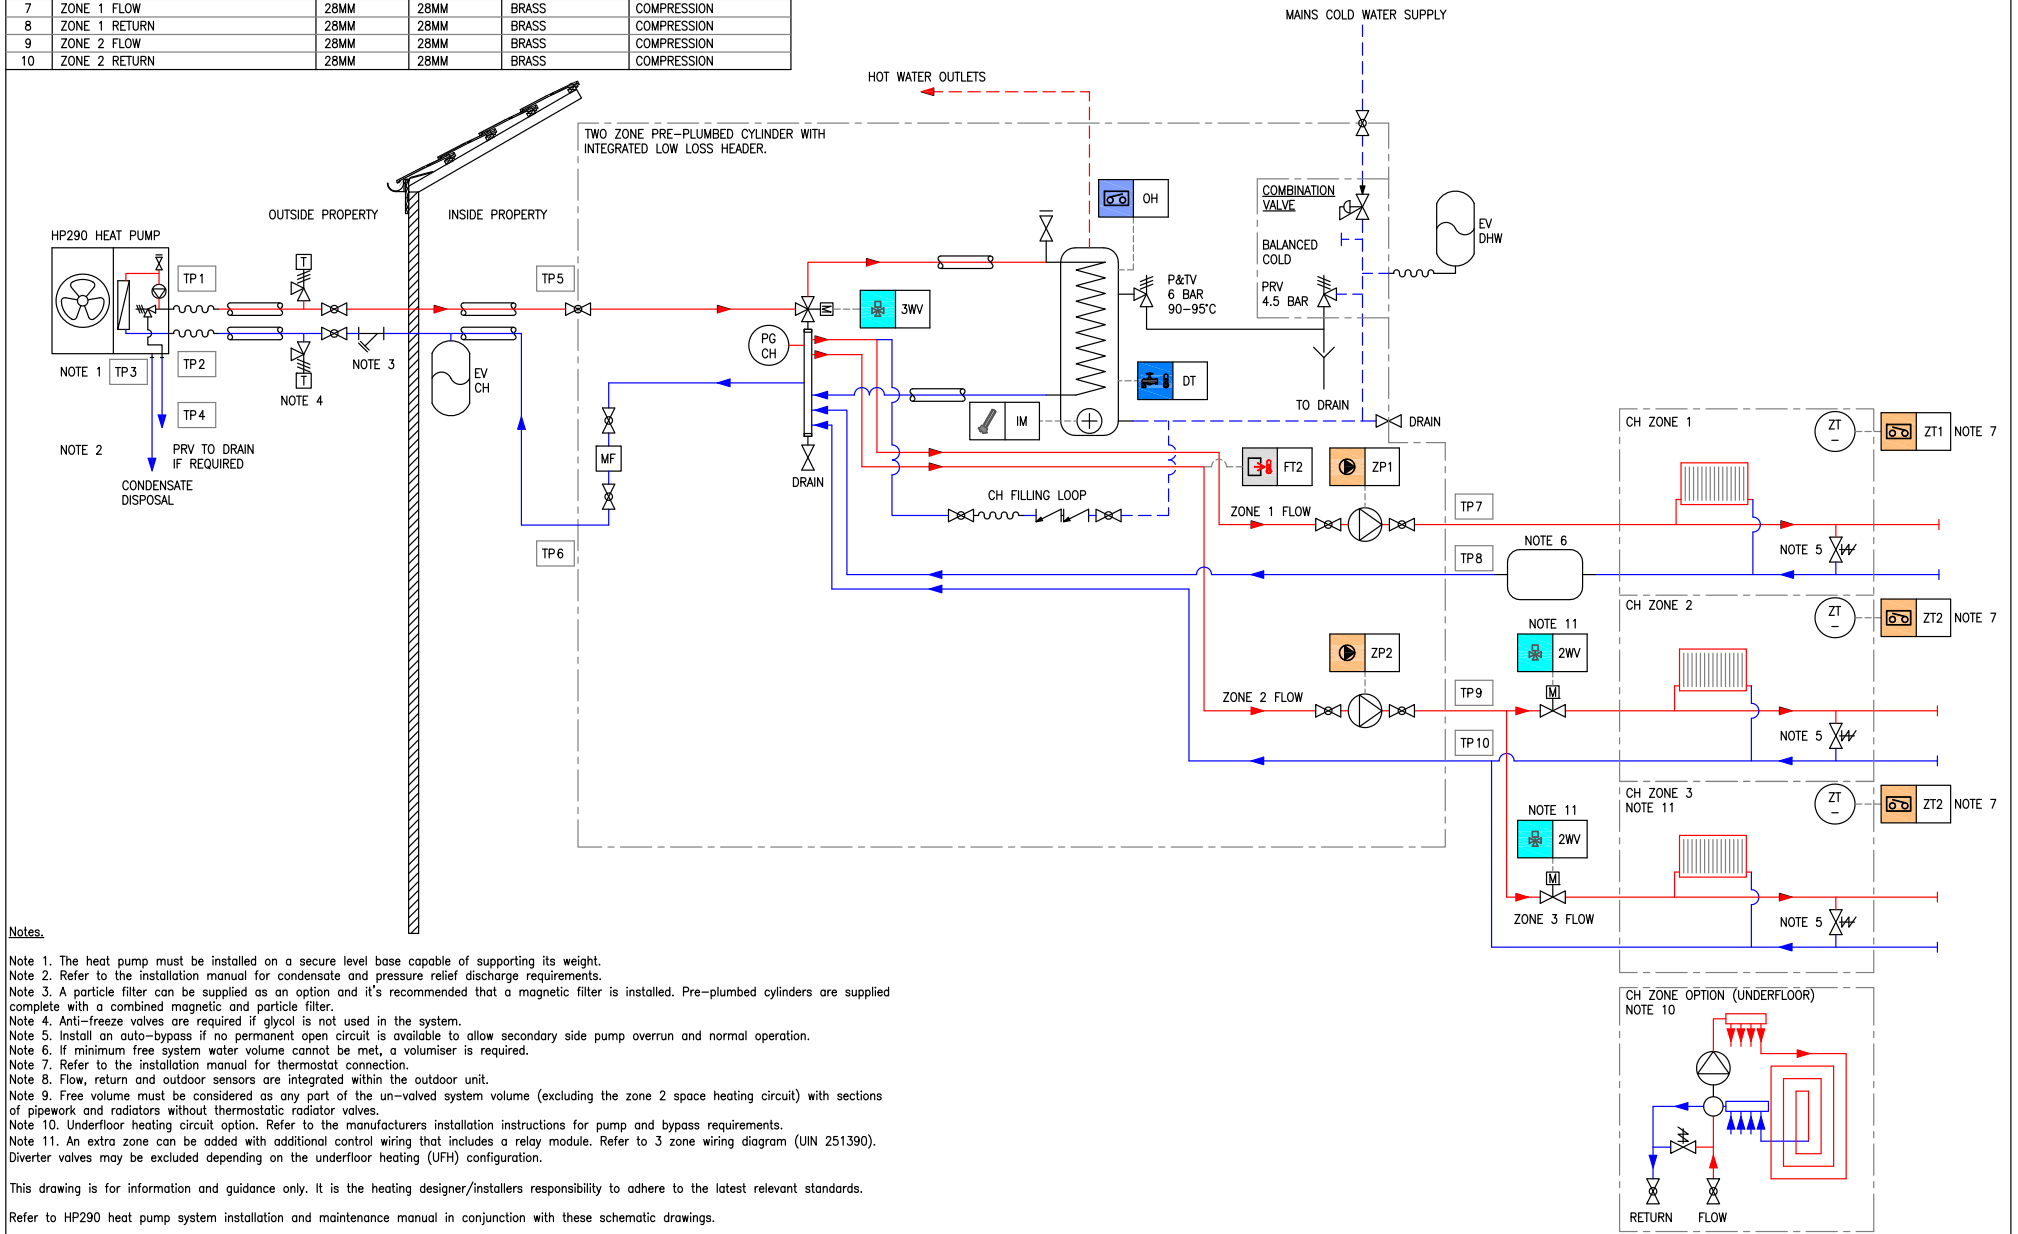 7 ZONE 1 FLOW 28MM 28MM BRASS COMPRESSION
8 ZONE 1 RETURN 28MM 28MM BRASS COMPRESSION
9 ZONE 2 FLOW 28MM 28MM BRASS COMPRESSION
10 ZONE 2 RETURN 28MM 28MM BRASS COMPRESSION
MAINS COLD WATER SUPPLY
HOT WATER OUTLETS
TWO ZONE PRE-PLUMBED CYLINDER WITH
INTEGRATED LOW LOSS HEADER.
OUTSIDE PROPERTY
INSIDE PROPERTY
OH
COMBINATION
VALVE
BALANCED
COLD
PRV
4.5 BAR
EV
DHW
HP290 HEAT PUMP
TP1
T
TP5
3WV
M
P&TV
6 BAR
90-95°C
PG
CH
NOTE 1
TP3
TP2
T
NOTE 4
NOTE 3
EV
CH
TP4
NOTE 2
PRV TO DRAIN
IF REQUIRED
CONDENSATE
DISPOSAL
DT
IM
TO DRAIN
DRAIN
MF
DRAIN
FT2
ZP1
CH FILLING LOOP
ZONE 1 FLOW
TP6
TP7
TP8
NOTE 6
CH ZONE 1
ZT
-
ZT1
NOTE 7
NOTE 5
CH ZONE 2
ZT
-
ZT2
NOTE 7
NOTE 11
2WV
M
ZP2
ZONE 2 FLOW
TP9
TP10
NOTE 5
CH ZONE 3
NOTE 11
ZT
-
ZT2
NOTE 7
NOTE 11
2WV
M
ZONE 3 FLOW
NOTE 5
CH ZONE OPTION (UNDERFLOOR)
NOTE 10
RETURN
FLOW
Notes.
Note 1. The heat pump must be installed on a secure level base capable of supporting its weight.
Note 2. Refer to the installation manual for condensate and pressure relief discharge requirements.
Note 3. A particle filter can be supplied as an option and it's recommended that a magnetic filter is installed. Pre-plumbed cylinders are supplied
complete with a combined magnetic and particle filter.
Note 4. Anti-freeze valves are required if glycol is not used in the system.
Note 5. Install an auto-bypass if no permanent open circuit is available to allow secondary side pump overrun and normal operation.
Note 6. If minimum free system water volume cannot be met, a volumiser is required.
Note 7. Refer to the installation manual for thermostat connection.
Note 8. Flow, return and outdoor sensors are integrated within the outdoor unit.
Note 9. Free volume must be considered as any part of the un-valved system volume (excluding the zone 2 space heating circuit) with sections
of pipework and radiators without thermostatic radiator valves.
Note 10. Underfloor heating circuit option. Refer to the manufacturers installation instructions for pump and bypass requirements.
Note 11. An extra zone can be added with additional control wiring that includes a relay module. Refer to 3 zone wiring diagram (UIN 251390).
Diverter valves may be excluded depending on the underfloor heating (UFH) configuration.
This drawing is for information and guidance only. It is the heating designer/installers responsibility to adhere to the latest relevant standards.
Refer to HP290 heat pump system installation and maintenance manual in conjunction with these schematic drawings.